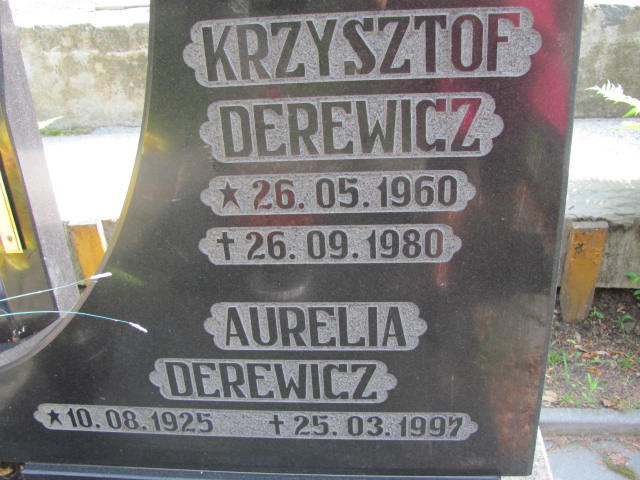 KRZYSZTOF
DEREWICZ
★ 26. 05. 1960
† 26. 09. 1980
AURELIA
DEREWICZ
★ 10. 08. 1925 † 25. 03. 1997